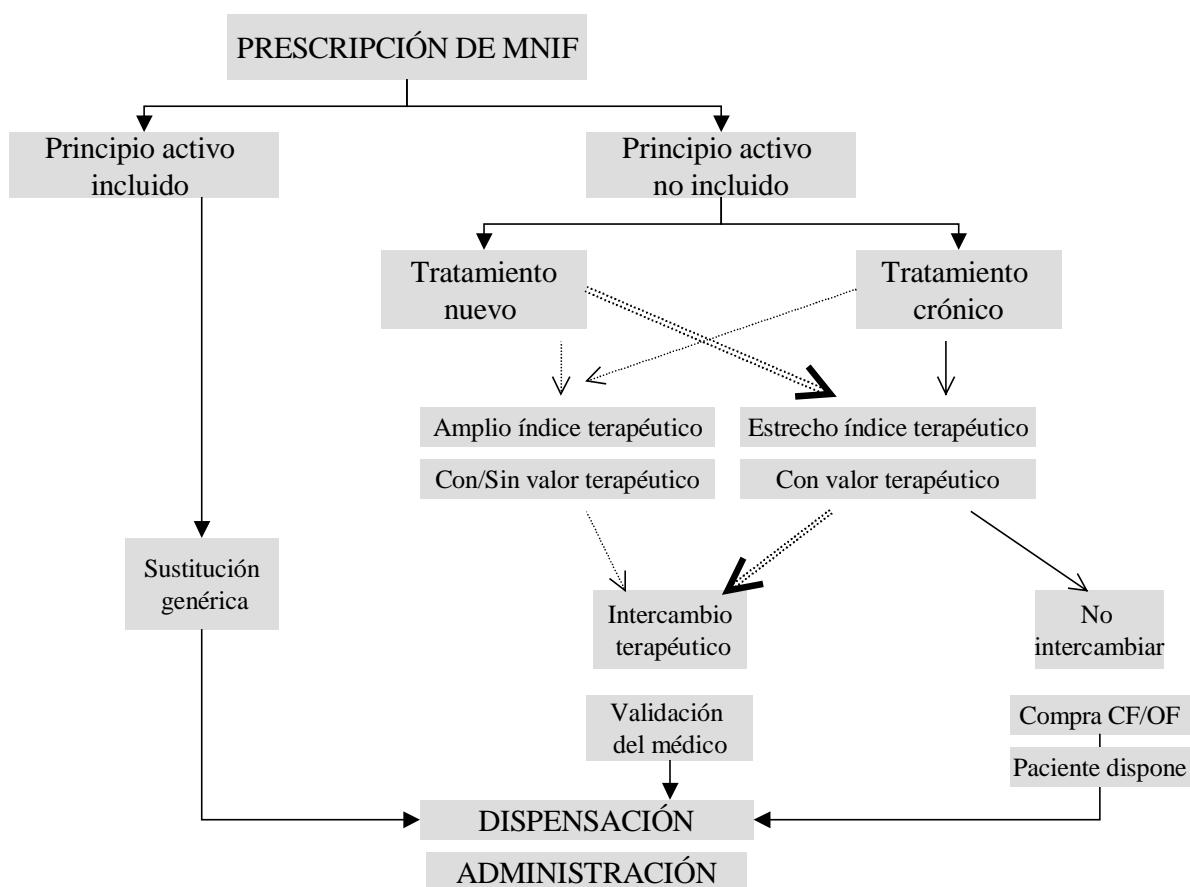 PRESCRIPCIÓN DE MNIF
Principio activo
incluido
Principio activo
no incluido
Tratamiento
nuevo
Tratamiento
crónico
Amplio índice terapéutico
Estrecho índice terapéutico
Con/Sin valor terapéutico
Con valor terapéutico
Sustitución
genérica
Intercambio
terapéutico
No
intercambiar
Validación
del médico
Compra CF/OF
Paciente dispone
DISPENSACIÓN
ADMINISTRACIÓN